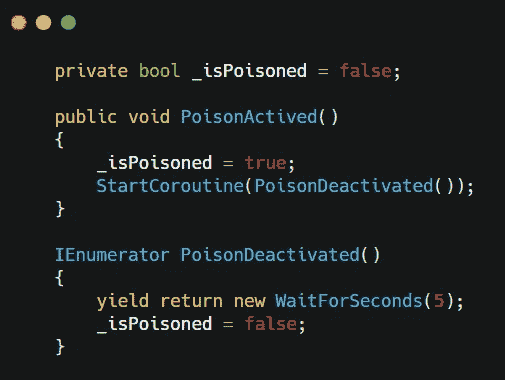 private bool _isPoisoned = false;
public void PoisonActived()
{
_isPoisoned = true;
StartCoroutine(PoisonDeactivated());
}
IEnumerator PoisonDeactivated()
{
yield return new WaitForSeconds(5);
_isPoisoned = false;
}